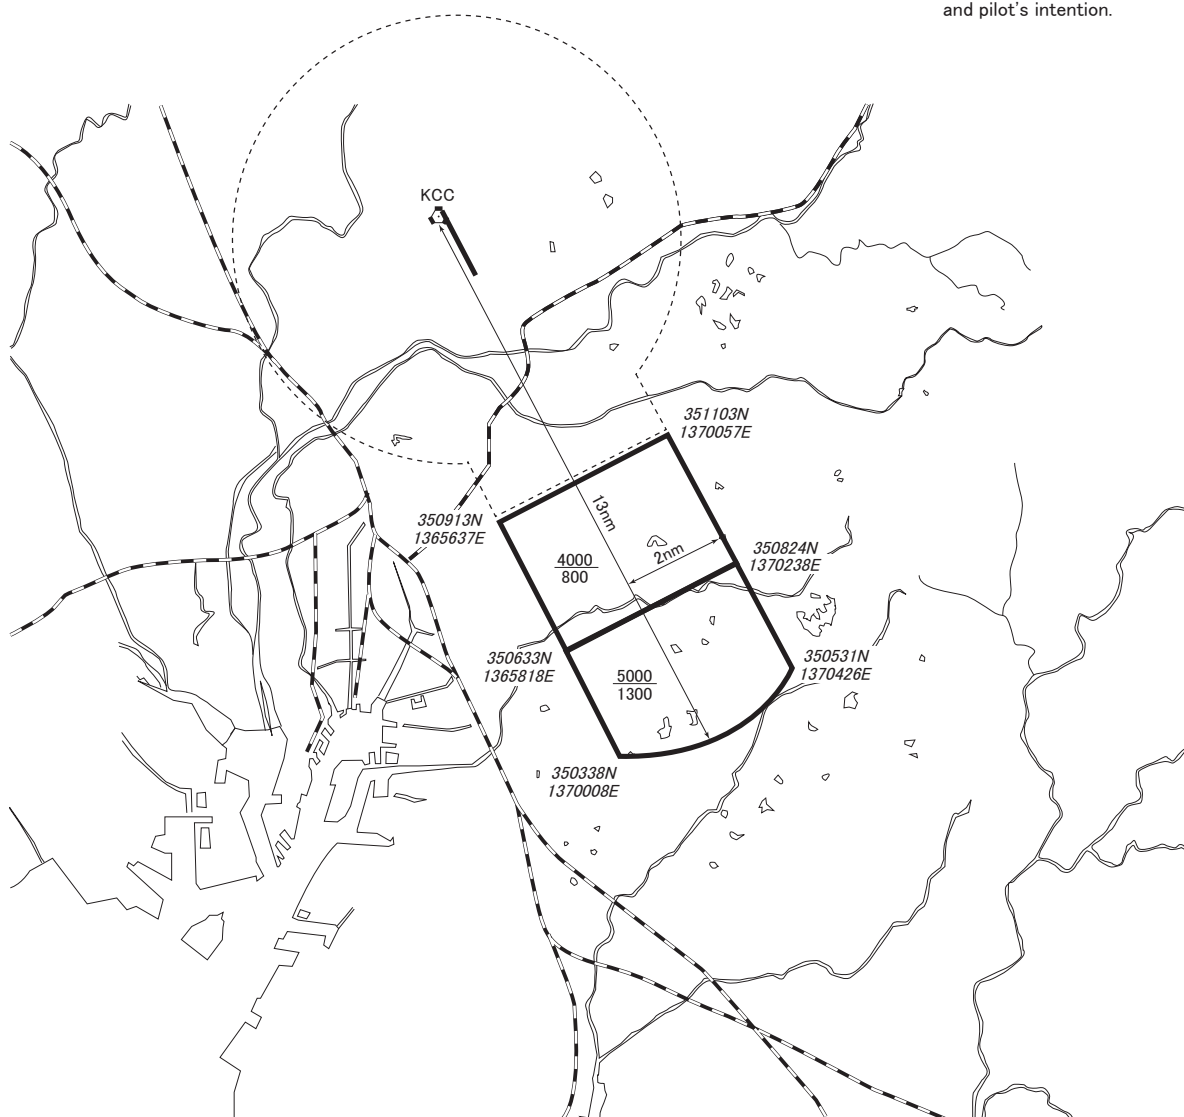 and pilot's intention.
KCC
351103N
1370057E
13nm
350913N
1365637E
2nm
350824N
1370238E
4000
800
350633N
1365818E
350531N
1370426E
5000
1300
350338N
1370008E